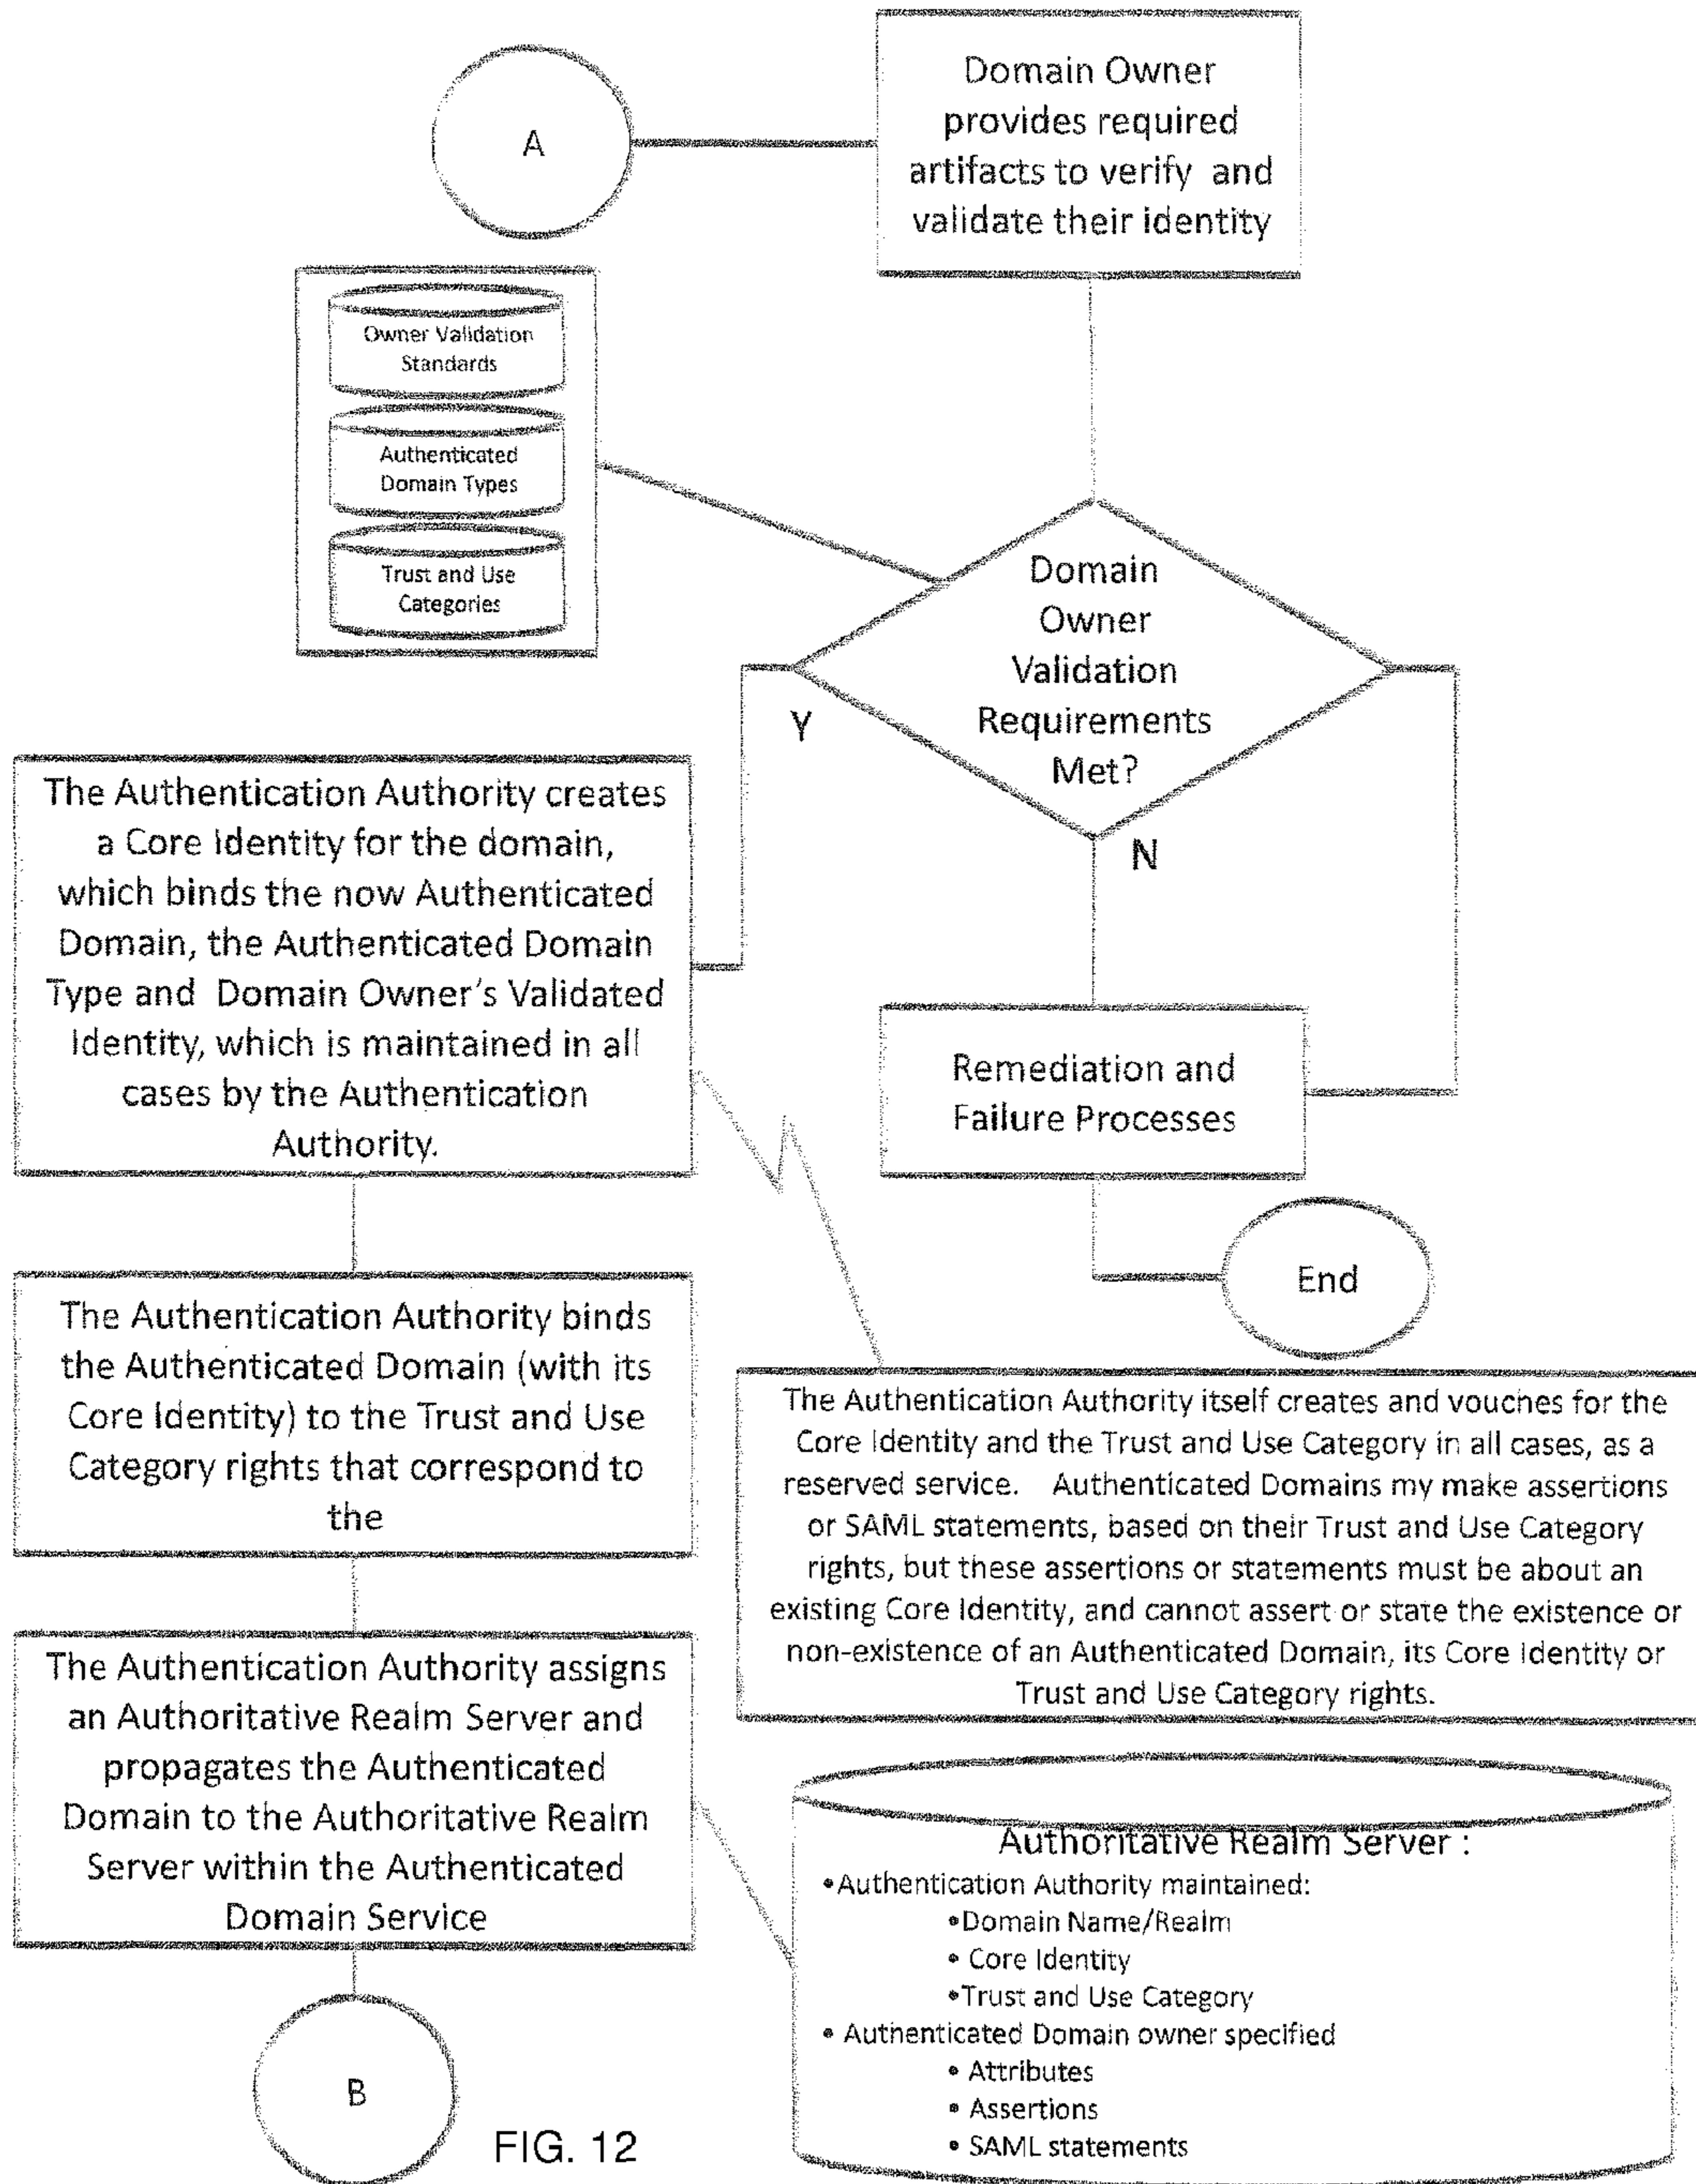 A
Domain Owner
provides required
artifacts to verify and
validate their identity
Owner Validation
Standards
Authenticated
Domain Types
Trust and Use
Categories
Domain
Owner
Validation
Requirements
Met?
Y
N
The Authentication Authority creates
a Core Identity for the domain,
which binds the now Authenticated
Domain, the Authenticated Domain
Type and Domain Owner's Validated
Identity, which is maintained in all
cases by the Authentication
Authority.
Remediation and
Failure Processes
End
The Authentication Authority binds
the Authenticated Domain (with its
Core Identity) to the Trust and Use
Category rights that correspond to
the
The Authentication Authority itself creates and vouches for the
Core Identity and the Trust and Use Category in all cases, as a
reserved service. Authenticated Domains my make assertions
or SAML statements, based on their Trust and Use Category
rights, but these assertions or statements must be about an
existing Core Identity, and cannot assert or state the existence or
non-existence of an Authenticated Domain, its Core Identity or
Trust and Use Category rights.
The Authentication Authority assigns
an Authoritative Realm Server and
propagates the Authenticated
Domain to the Authoritative Realm
Server within the Authenticated
Domain Service
Authoritative Realm Server :
•Authentication Authority maintained:
•Domain Name/Realm
• Core Identity
•Trust and Use Category
• Authenticated Domain owner specified
• Attributes
• Assertions
• SAML statements
B
FIG. 12